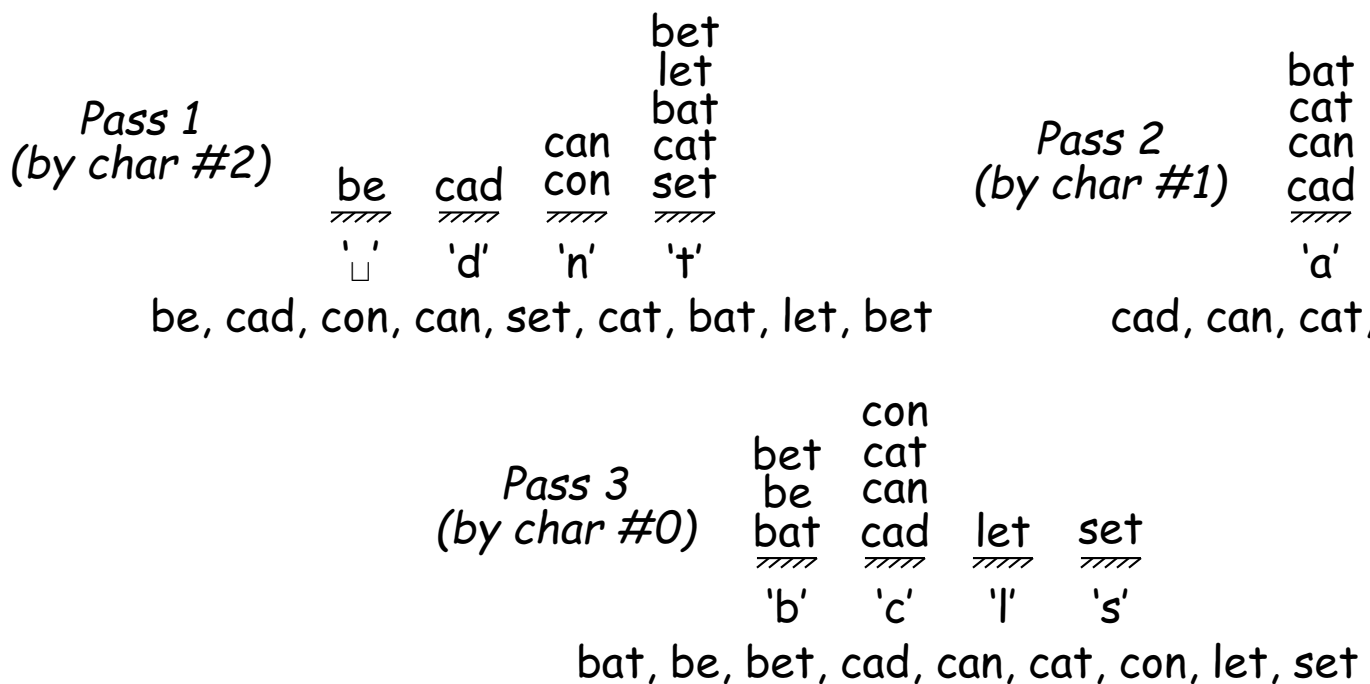 Pass 1
(by char #2)
bet
let
bat
can cat
be cad con set
‘␣’ ‘d’ ‘n’ ‘t’
be, cad, con, can, set, cat, bat, let, bet
Pass 2
(by char #1)
bat
cat
can
cad
‘a’
cad, can, cat,
Pass 3
(by char #0)
con
bet cat
be can
bat cad let set
‘b’ ‘c’ ‘l’ ‘s’
bat, be, bet, cad, can, cat, con, let, set